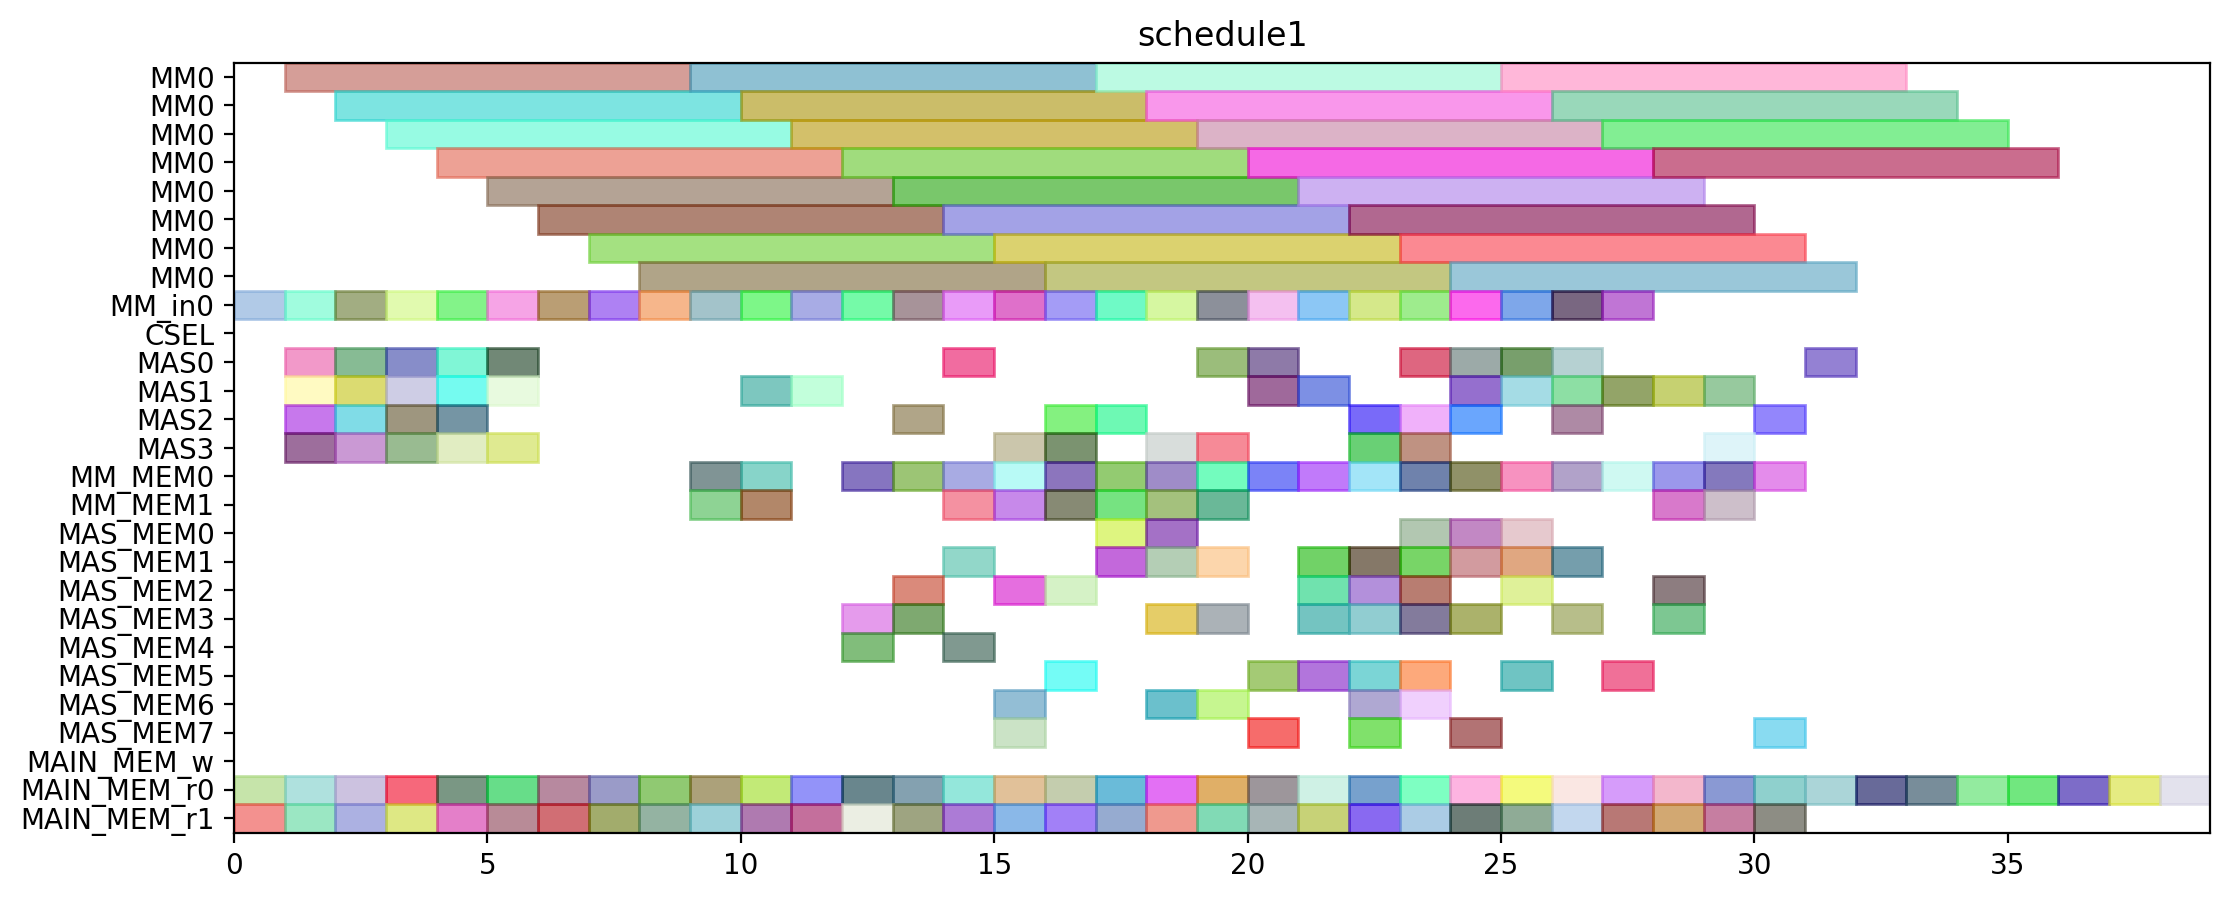 schedule1
MM0
MM0
MM0
MM0
MM0
MM0
MM0
MM0
MM_in0
CSEL
MAS0
MAS1
MAS2
MAS3
MM_MEM0
MM_MEM1
MAS_MEM0
MAS_MEM1
MAS_MEM2
MAS_MEM3
MAS_MEM4
MAS_MEM5
MAS_MEM6
MAS_MEM7
MAIN_MEM_w
MAIN_MEM_r0
MAIN_MEM_r1
0 5 10 15 20 25 30 35